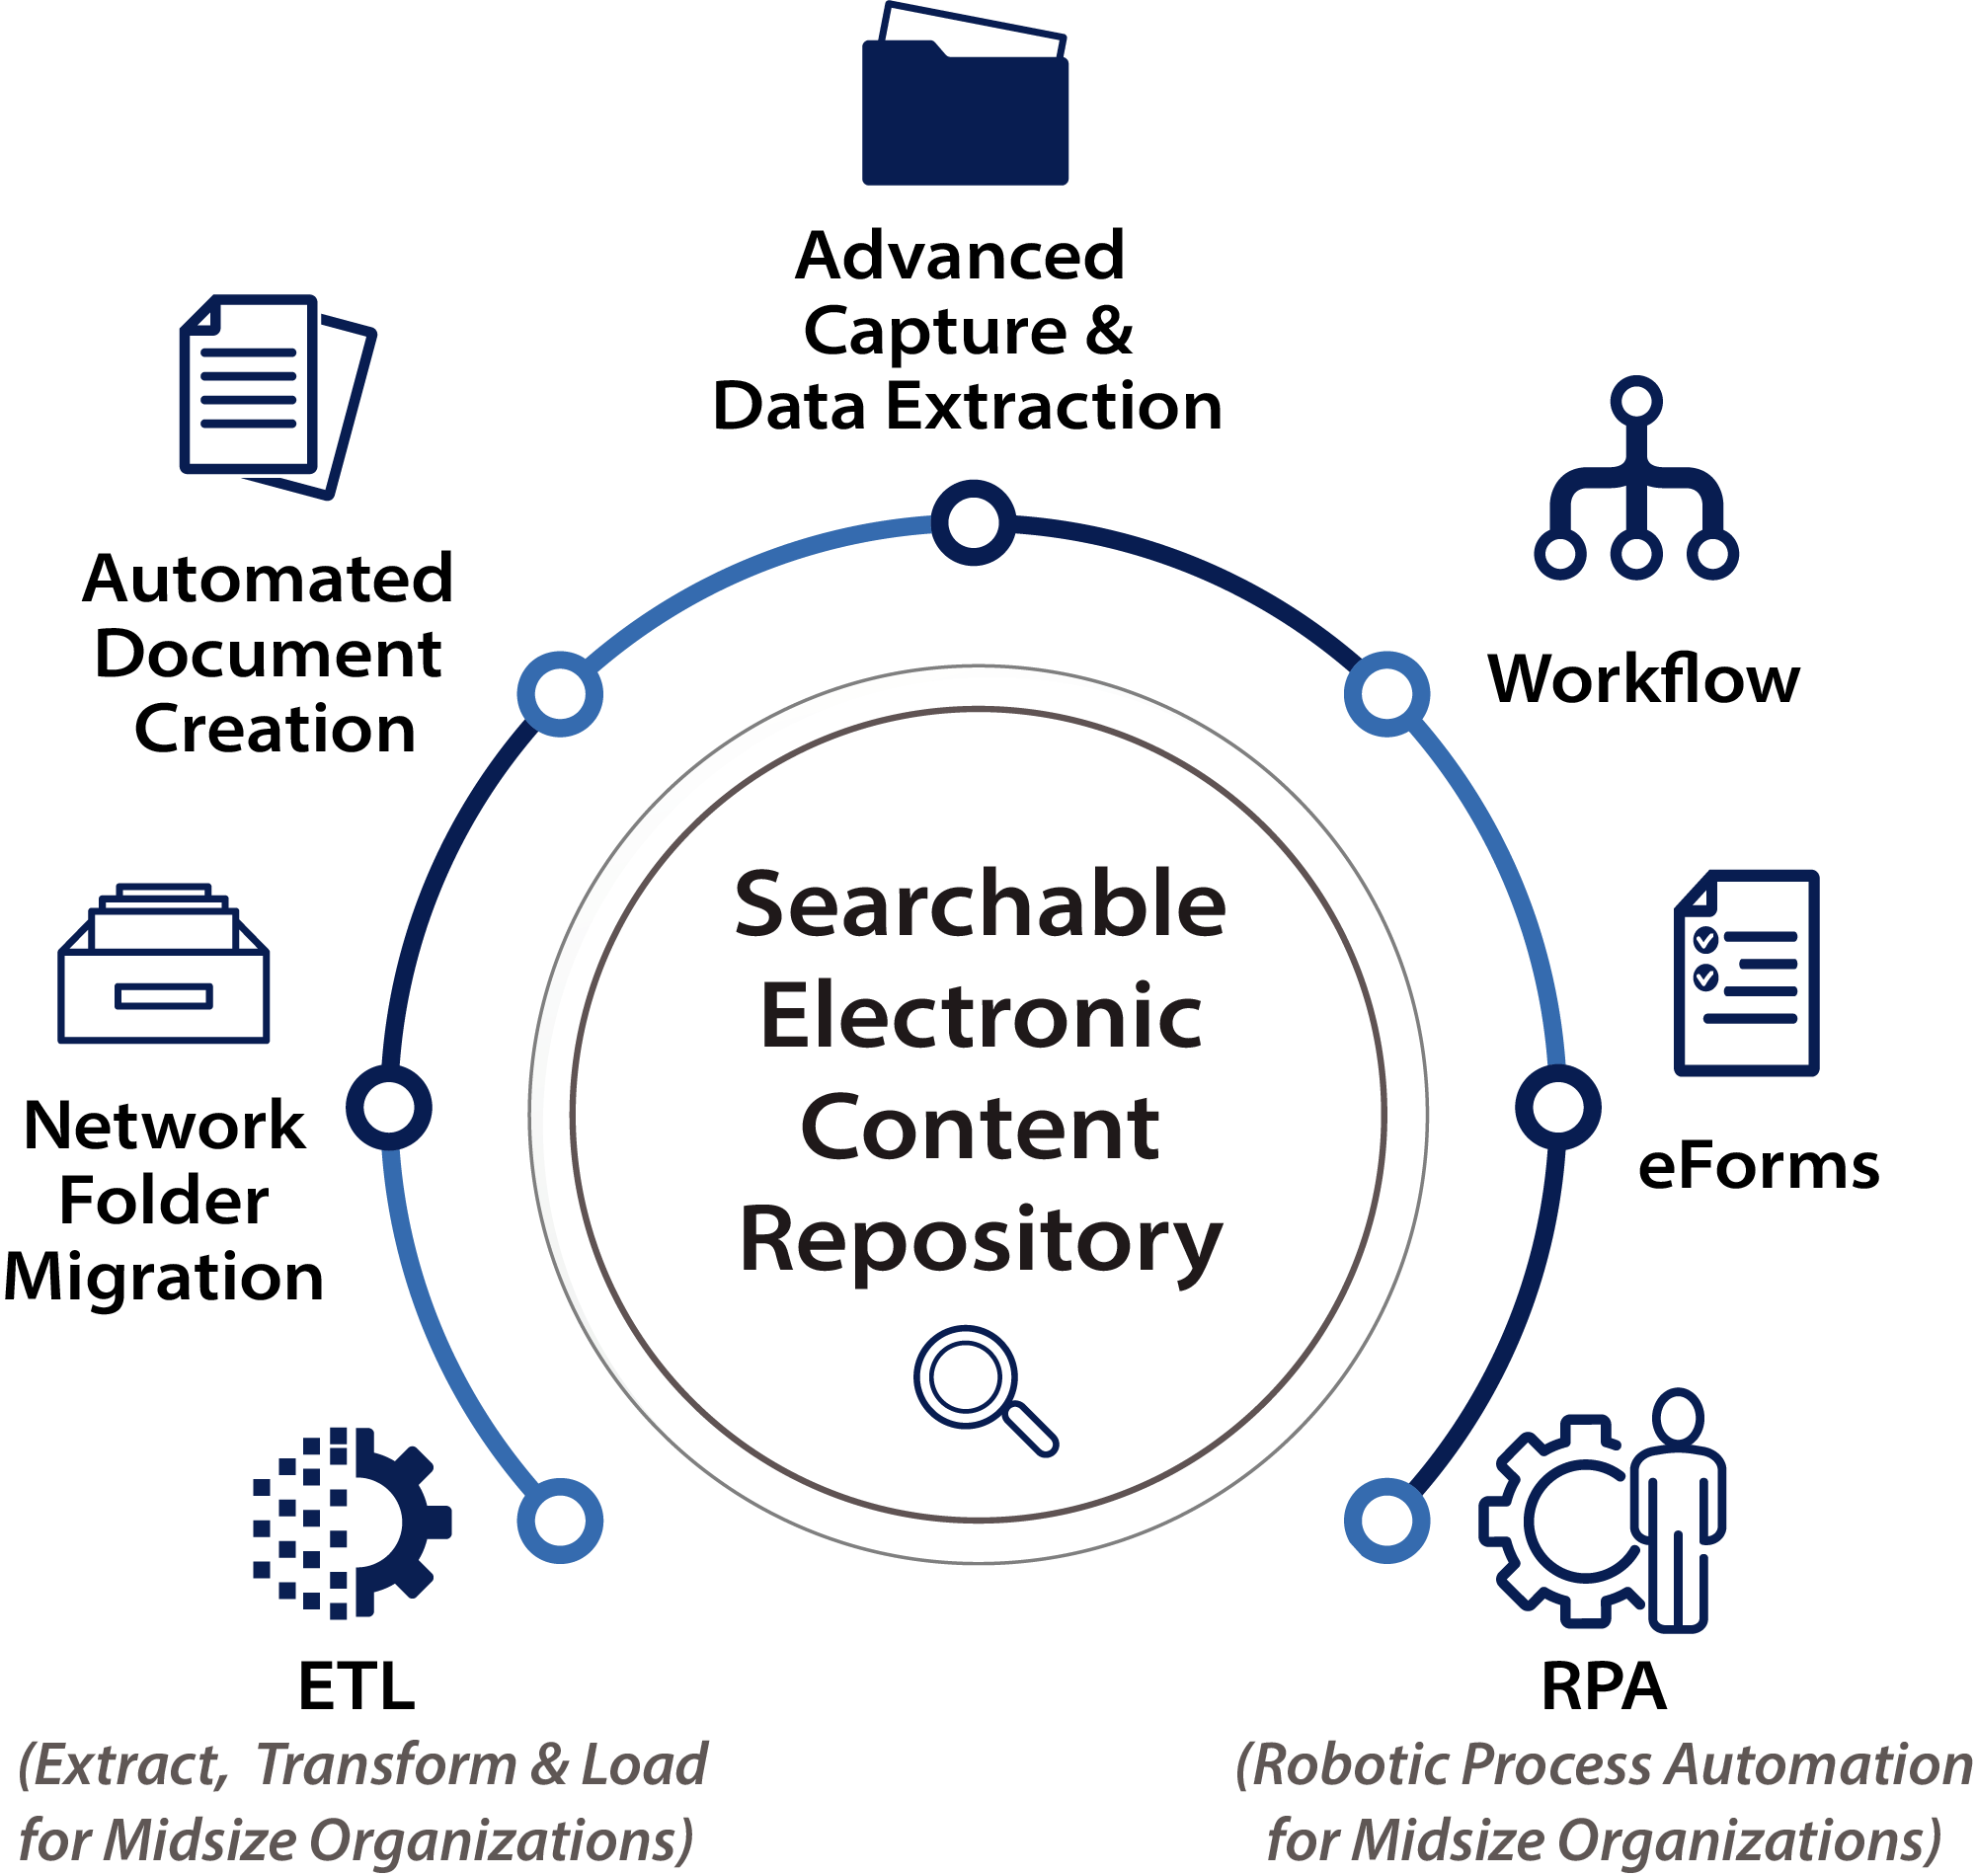 Advanced
Capture &
Data Extraction
Automated
Document
Creation
Workflow
Searchable
Electronic
Content
Repository
Network
Folder
Migration
eForms
ETL
(Extract, Transform & Load
for Midsize Organizations)
RPA
(Robotic Process Automation
for Midsize Organizations)